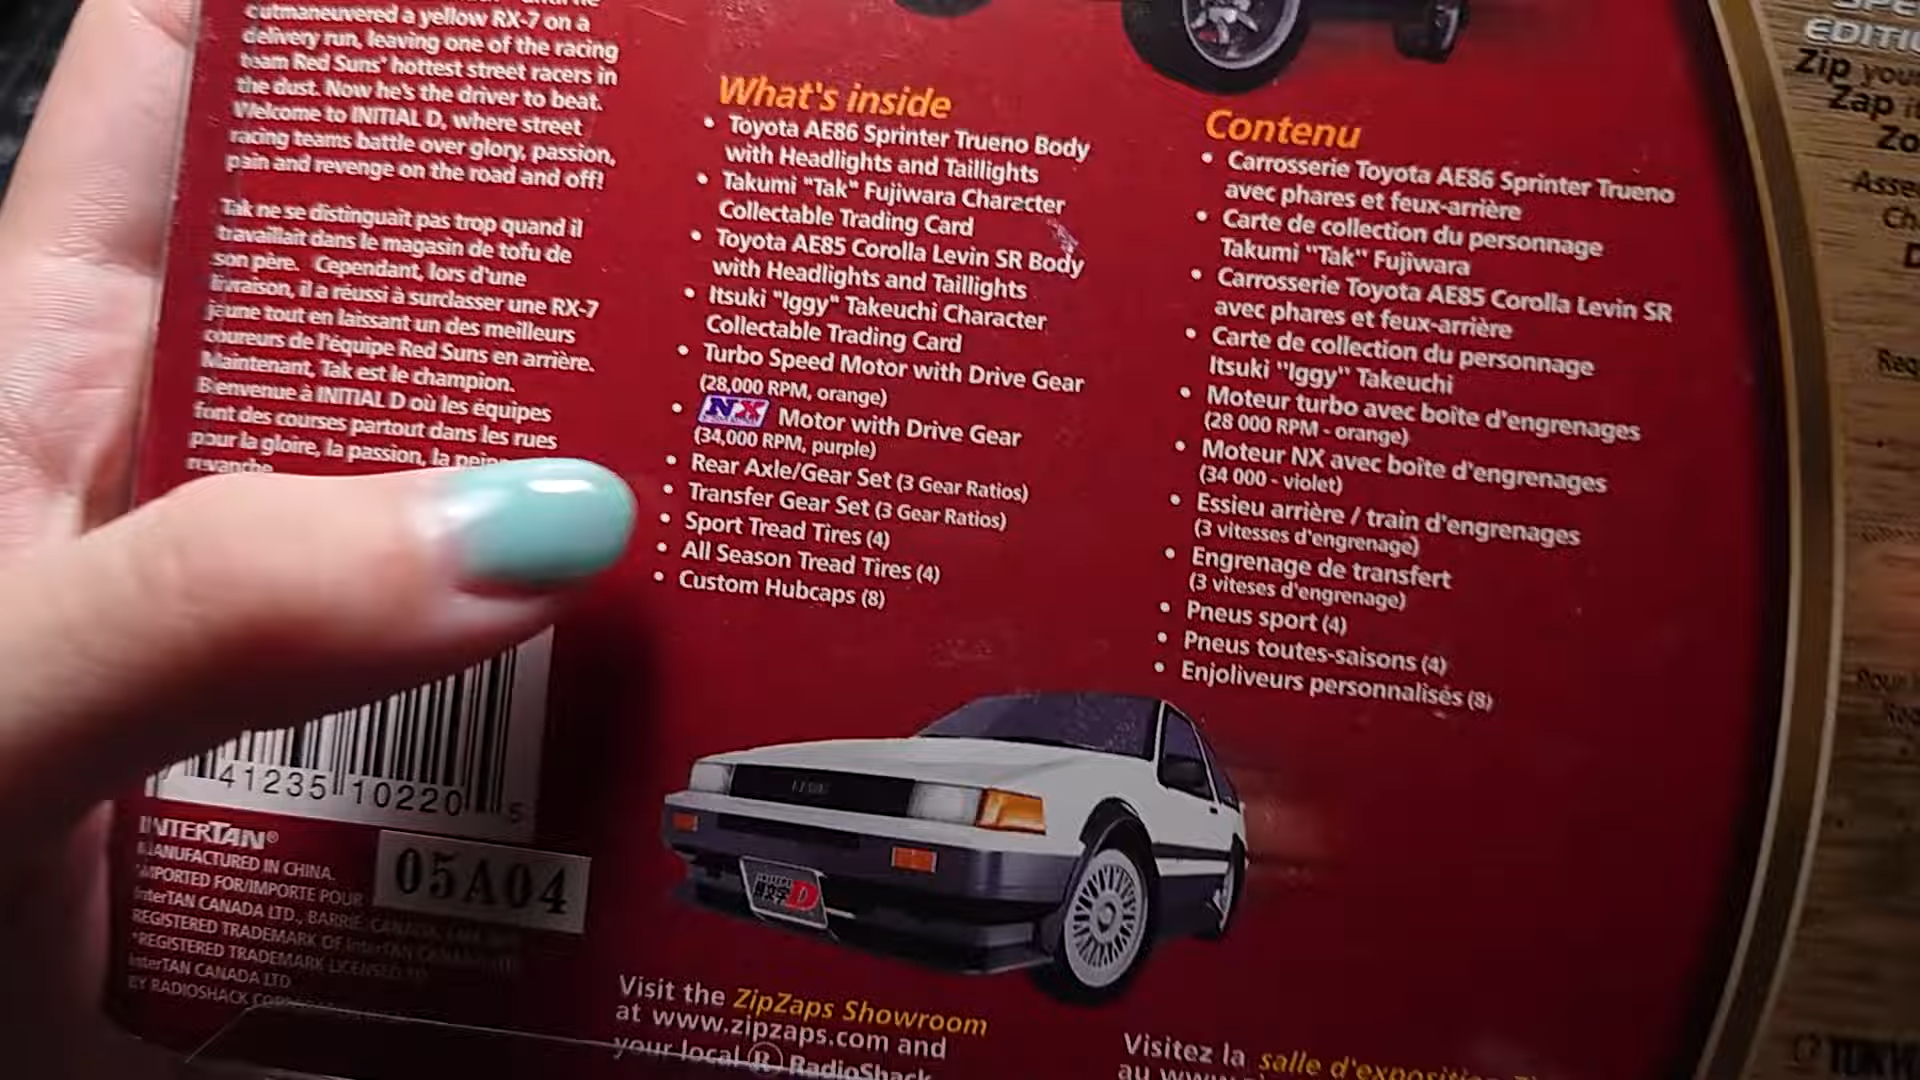 outmaneuvered a yellow RX-7 on a
delivery run, leaving one of the racing
team Red Suns' hottest street racers in
the dust. Now he's the driver to beat.
Welcome to INITIAL D, where street
racing teams battle over glory, passion,
pain and revenge on the road and off!
Tak ne se distinguait pas trop quand il
travaillait dans le magasin de tofu de
son père. Cependant, lors d'une
livraison, il a réussi à surclasser une RX-7
jaune tout en laissant un des meilleurs
coureurs de l'équipe Red Suns en arrière.
Maintenant, Tak est le champion.
Bienvenue à INITIAL D où les équipes
font des courses partout dans les rues
pour la gloire, la passion, la peine
revanche
41235 10220 5
INTERTAN®
MANUFACTURED IN CHINA.
IMPORTED FOR/IMPORTE POUR
InterTAN CANADA LTD., BARRIE, CANADA
REGISTERED TRADEMARK OF InterTAN CANADA
*REGISTERED TRADEMARK LICENSED TO
InterTAN CANADA LTD
BY RADIOSHACK
05A04
What's inside
• Toyota AE86 Sprinter Trueno Body
with Headlights and Taillights
• Takumi "Tak" Fujiwara Character
Collectable Trading Card
• Toyota AE85 Corolla Levin SR Body
with Headlights and Taillights
• Itsuki "Iggy" Takeuchi Character
Collectable Trading Card
• Turbo Speed Motor with Drive Gear
(28,000 RPM, orange)
• NX Motor with Drive Gear
(34,000 RPM, purple)
• Rear Axle/Gear Set (3 Gear Ratios)
• Transfer Gear Set (3 Gear Ratios)
• Sport Tread Tires (4)
• All Season Tread Tires (4)
• Custom Hubcaps (8)
Contenu
• Carrosserie Toyota AE86 Sprinter Trueno
avec phares et feux-arrière
• Carte de collection du personnage
Takumi "Tak" Fujiwara
• Carrosserie Toyota AE85 Corolla Levin SR
avec phares et feux-arrière
• Carte de collection du personnage
Itsuki "Iggy" Takeuchi
• Moteur turbo avec boîte d'engrenages
(28 000 RPM - orange)
• Moteur NX avec boîte d'engrenages
(34 000 - violet)
• Essieu arrière / train d'engrenages
(3 vitesses d'engrenage)
• Engrenage de transfert
(3 viteses d'engrenage)
• Pneus sport (4)
• Pneus toutes-saisons (4)
• Enjoliveurs personnalisés (8)
D
Visit the ZipZaps Showroom
at www.zipzaps.com and
your local RadioShack
Visitez la salle d'exposition
au
Zip your
Zap